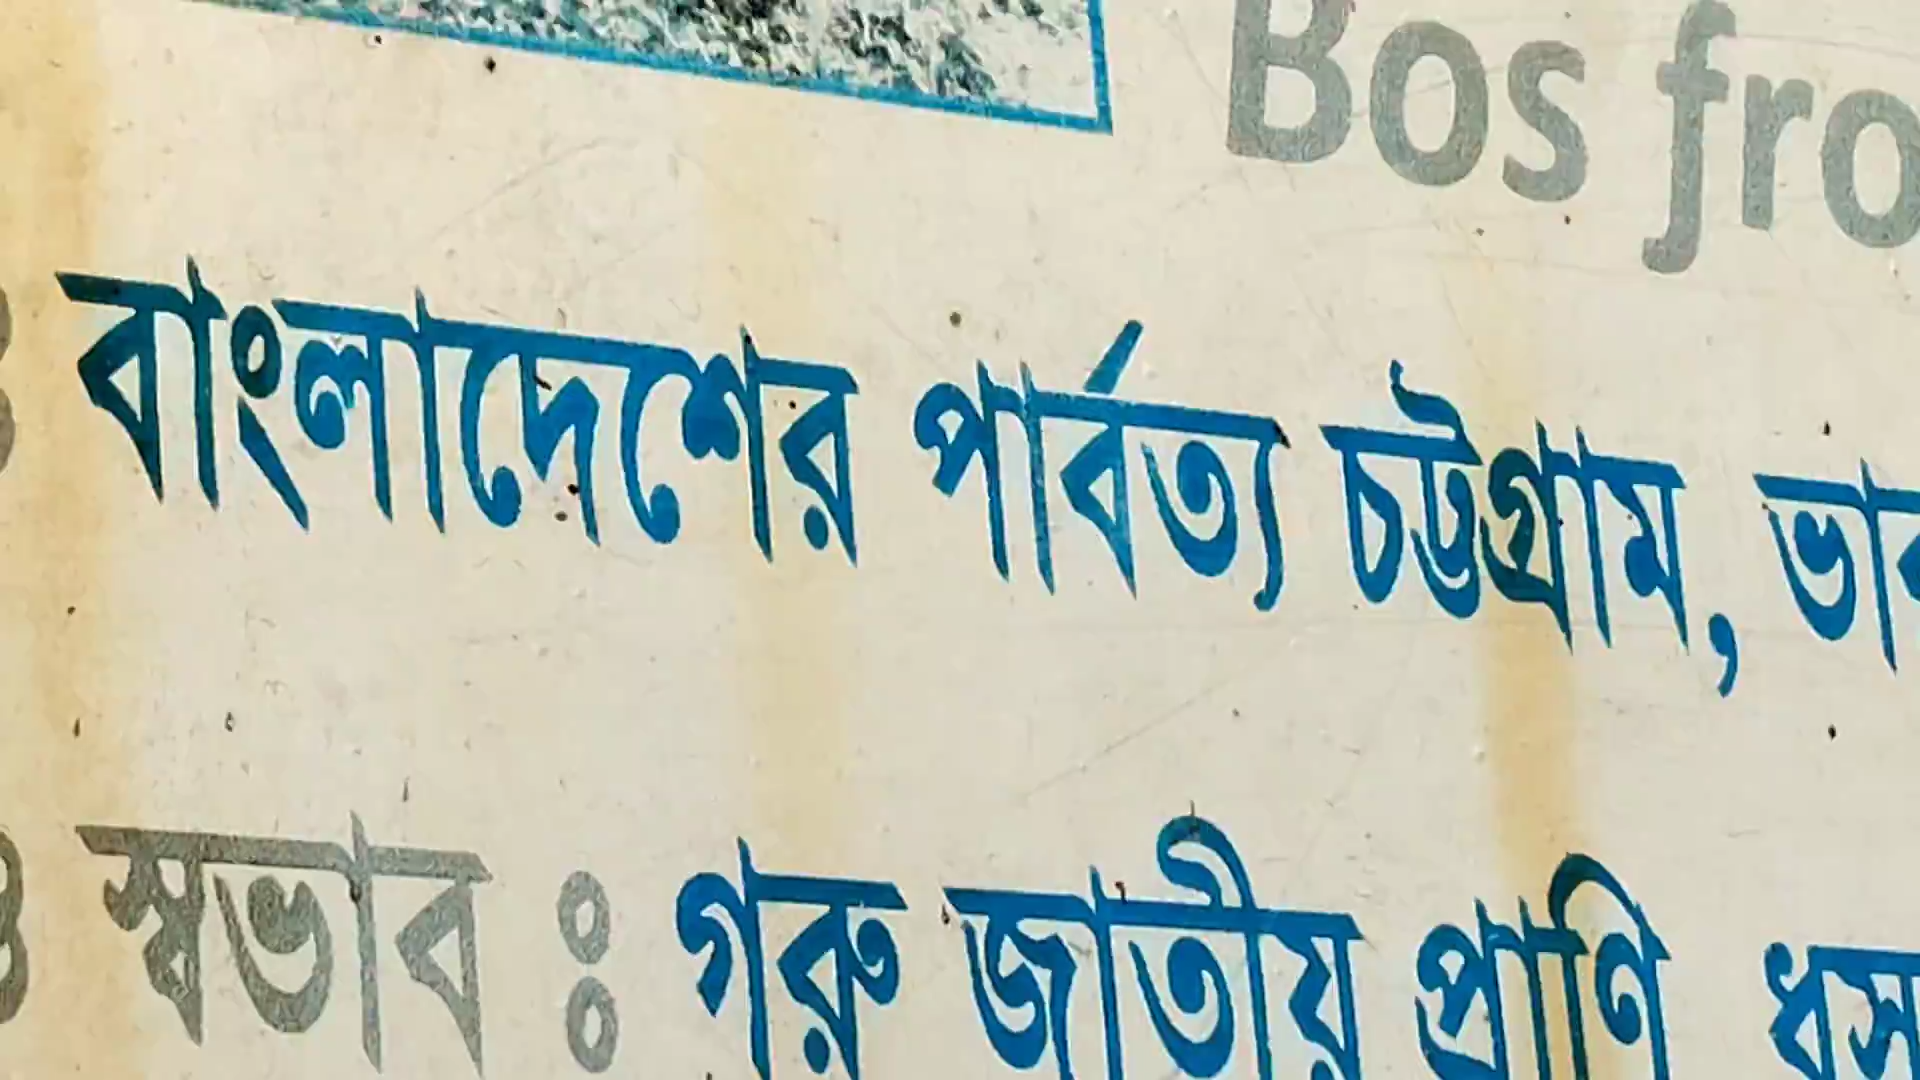 Bos fro
বাংলাদেশের পার্বত্য চট্টগ্রাম,
ও স্বভাব : গরু জাতীয় প্রাণি